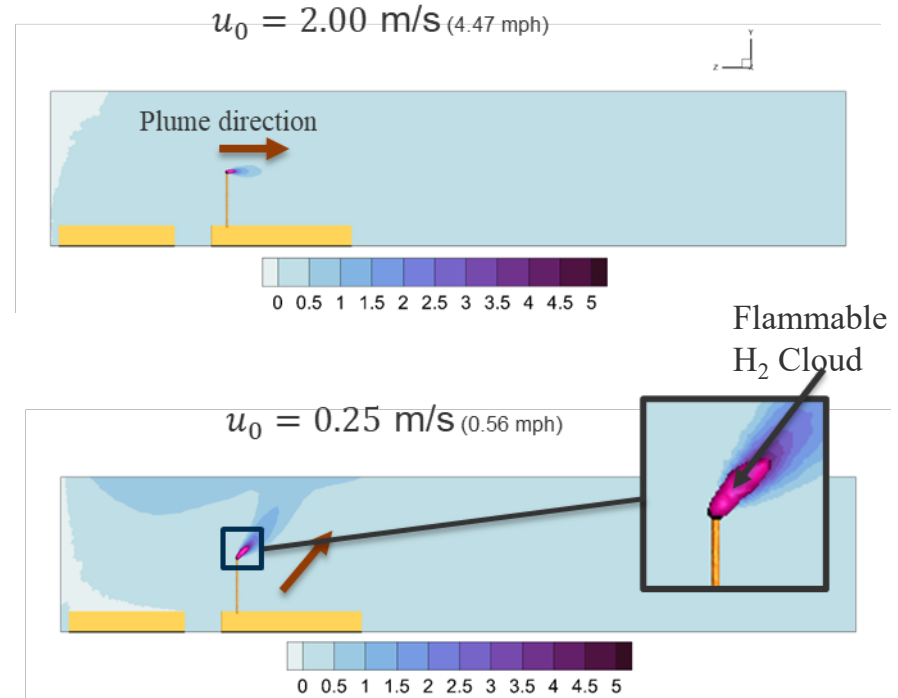 u₀ = 2.00 m/s (4.47 mph)
Y
Z
X
Plume direction
0 0.5 1 1.5 2 2.5 3 3.5 4 4.5 5
Flammable
H₂ Cloud
u₀ = 0.25 m/s (0.56 mph)
0 0.5 1 1.5 2 2.5 3 3.5 4 4.5 5